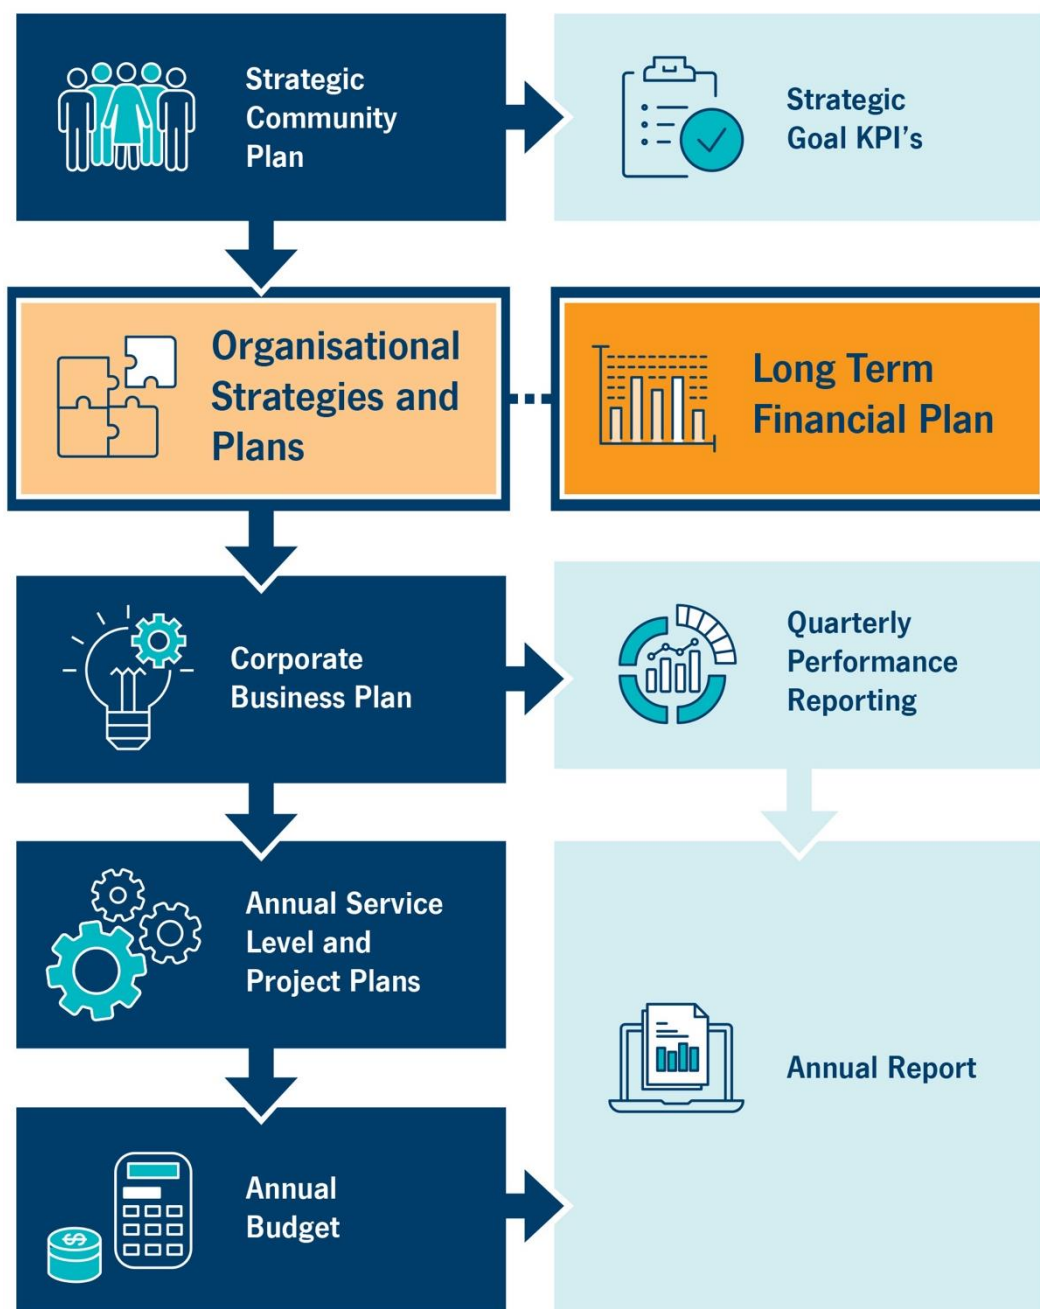 Strategic
Community
Plan
Strategic
Goal KPI's
Organisational
Strategies and
Plans
Long Term
Financial Plan
Corporate
Business Plan
Quarterly
Performance
Reporting
Annual Service
Level and
Project Plans
Annual Report
Annual
Budget
$